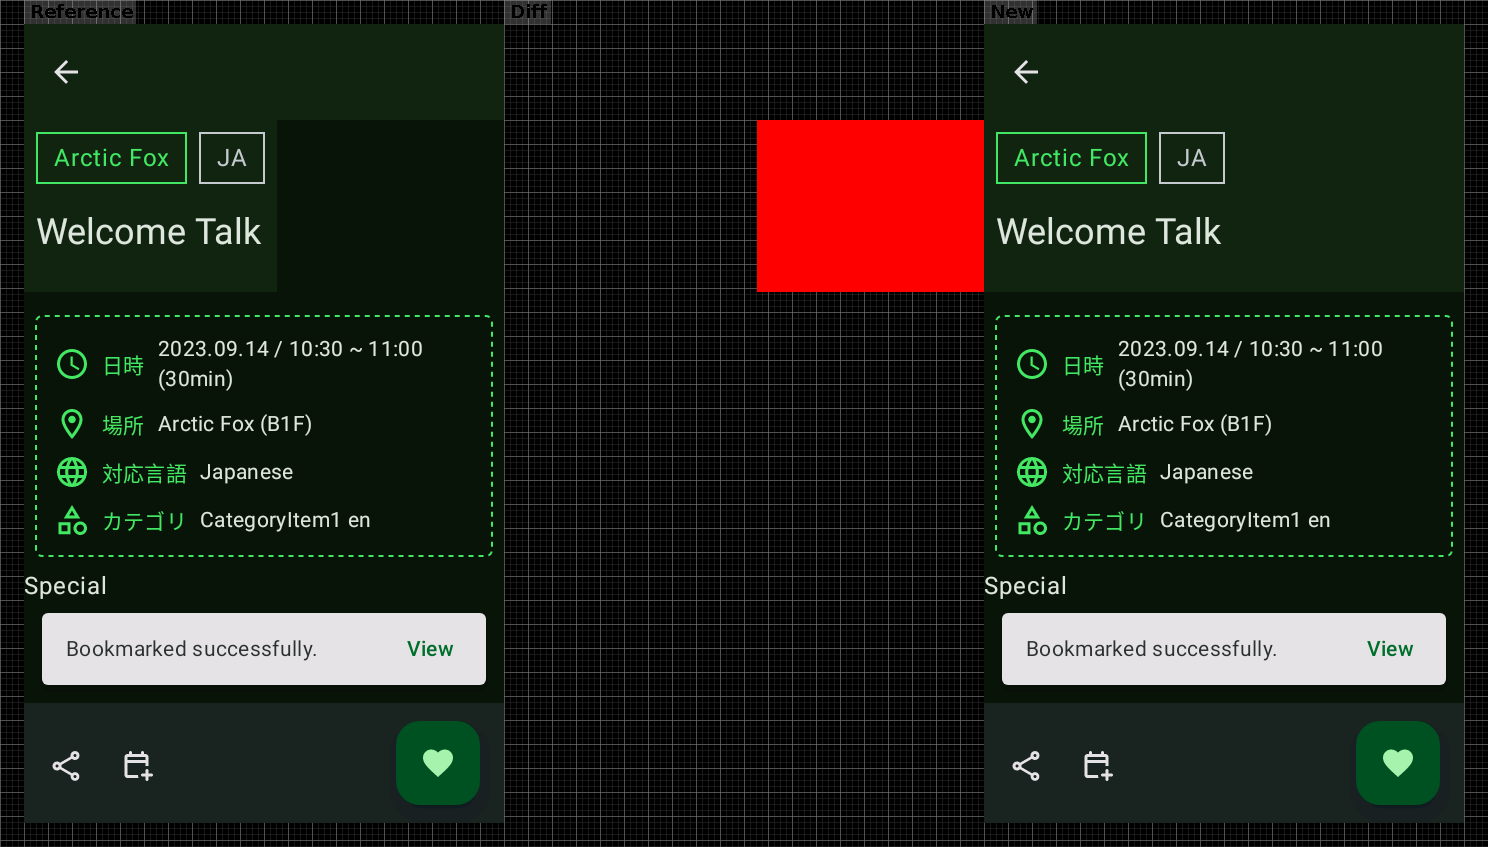 Reference
Diff
New
Arctic Fox
JA
Welcome Talk
日時
2023.09.14 / 10:30 ~ 11:00
(30min)
場所
Arctic Fox (B1F)
対応言語
Japanese
カテゴリ
CategoryItem1 en
Special
Bookmarked successfully.
View
Arctic Fox
JA
Welcome Talk
日時
2023.09.14 / 10:30 ~ 11:00
(30min)
場所
Arctic Fox (B1F)
対応言語
Japanese
カテゴリ
CategoryItem1 en
Special
Bookmarked successfully.
View